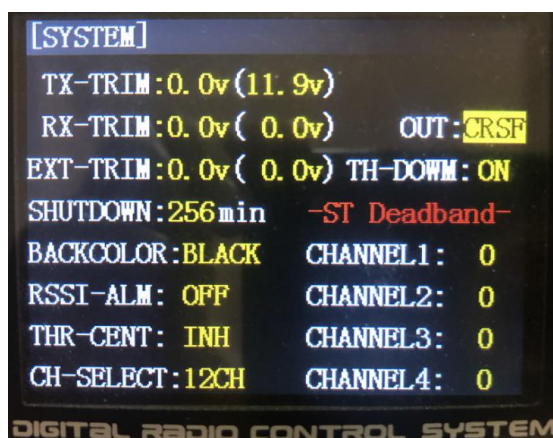 [SYSTEM]
TX-TRIM:0.0v(11.9v)
RX-TRIM:0.0v( 0.0v) OUT:CRSF
EXT-TRIM:0.0v( 0.0v) TH-DOWM:ON
SHUTDOWN:256min -ST Deadband-
BACKCOLOR:BLACK CHANNEL1: 0
RSSI-ALM: OFF CHANNEL2: 0
THR-CENT: INH CHANNEL3: 0
CH-SELECT:12CH CHANNEL4: 0
DIGITAL RADIO CONTROL SYSTEM